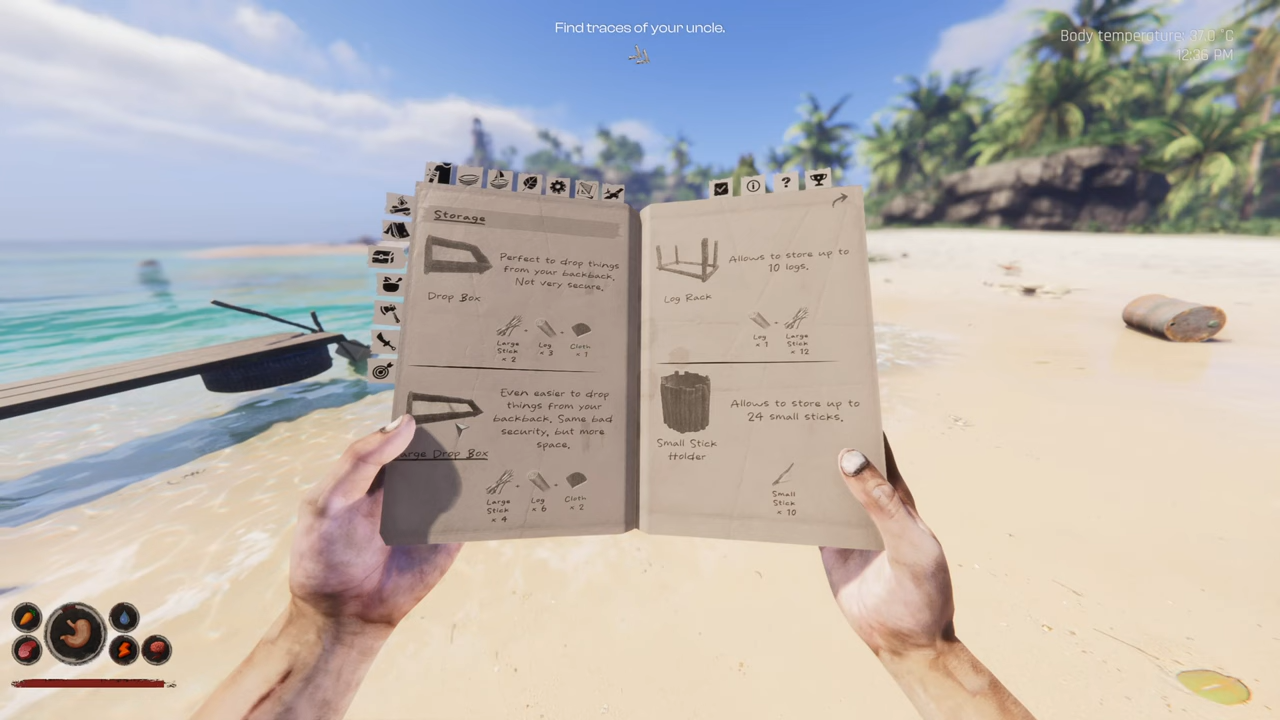 Find traces of your uncle.
Body temperature: 37.0 °C
12:36 PM
Storage
Perfect to drop things
from your backback.
Not very secure.
Drop Box
Large
Stick
x 2
Log
x 3
Cloth
x 1
Even easier to drop
things from your
backback. Same bad
security, but more
space.
arge Drop Box
Large
Stick
x 4
Log
x 6
Cloth
x 2
Allows to store up to
10 logs.
Log Rack
Log
x 1
Large
Stick
x 12
Allows to store up to
24 small sticks.
Small Stick
Holder
Small
Stick
x 10